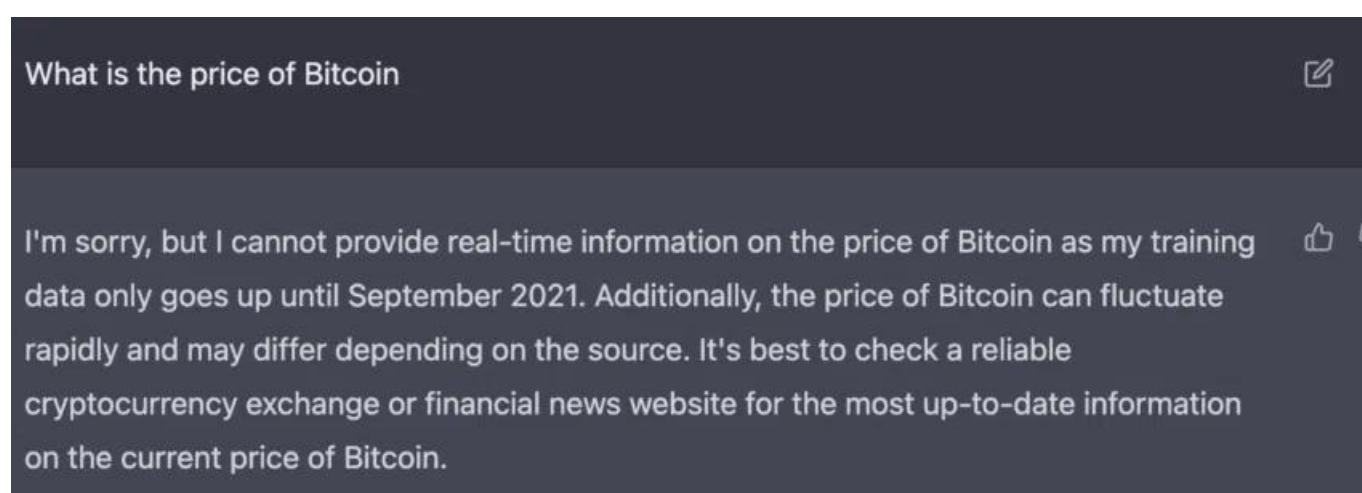 What is the price of Bitcoin
I'm sorry, but I cannot provide real-time information on the price of Bitcoin as my training
data only goes up until September 2021. Additionally, the price of Bitcoin can fluctuate
rapidly and may differ depending on the source. It's best to check a reliable
cryptocurrency exchange or financial news website for the most up-to-date information
on the current price of Bitcoin.